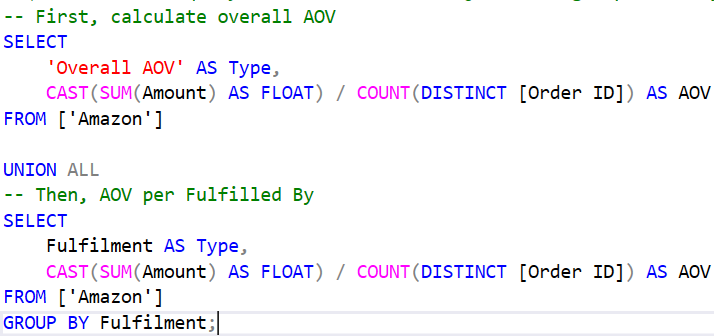 -- First, calculate overall AOV
SELECT
'Overall AOV' AS Type,
CAST(SUM(Amount) AS FLOAT) / COUNT(DISTINCT [Order ID]) AS AOV
FROM ['Amazon']
UNION ALL
-- Then, AOV per Fulfilled By
SELECT
Fulfilment AS Type,
CAST(SUM(Amount) AS FLOAT) / COUNT(DISTINCT [Order ID]) AS AOV
FROM ['Amazon']
GROUP BY Fulfilment;